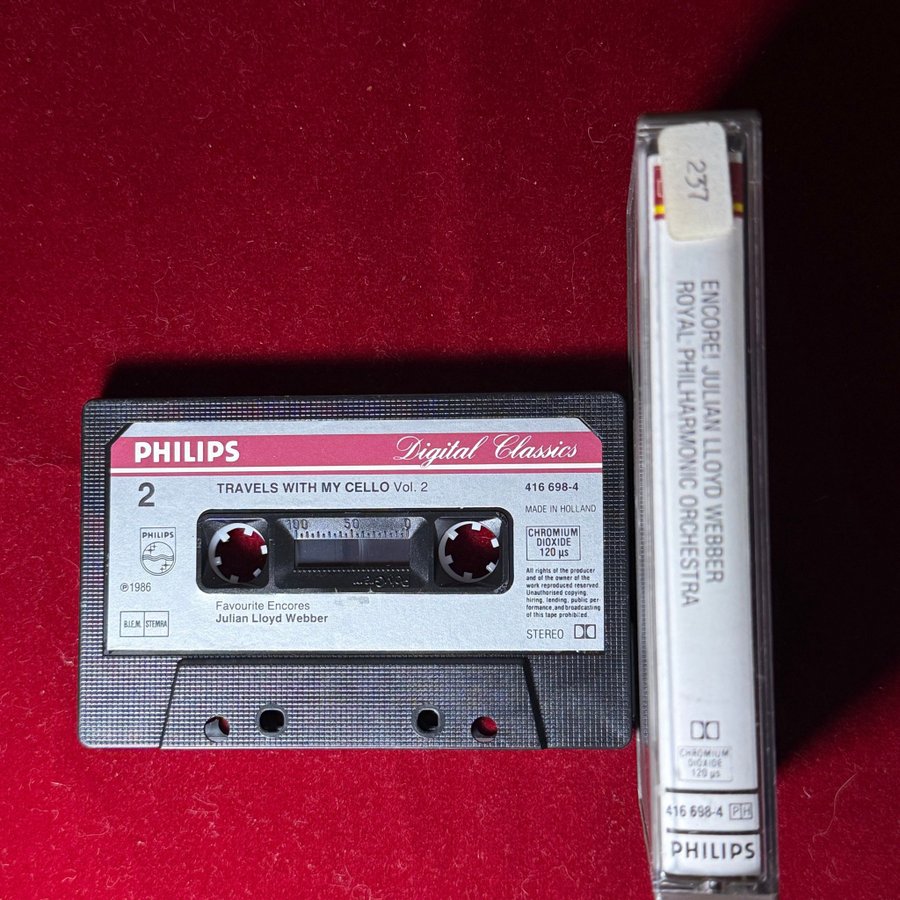 PHILIPS
Digital Classics
2
TRAVELS WITH MY CELLO Vol. 2
416 698-4
MADE IN HOLLAND
100 50 0
PHILIPS
CHROMIUM
DIOXIDE
120 µs
℗1986
All rights of the producer
and of the owner of the
work reproduced reserved.
Unauthorised copying,
hiring, lending, public per-
formance, and broadcasting
of this tape prohibited.
Favourite Encores
Julian Lloyd Webber
B.I.E.M. STEMRA
STEREO
237
ENCORE! JULIAN LLOYD WEBBER
ROYAL PHILHARMONIC ORCHESTRA
CHROMIUM
DIOXIDE
120 µs
416 698-4 PH
PHILIPS